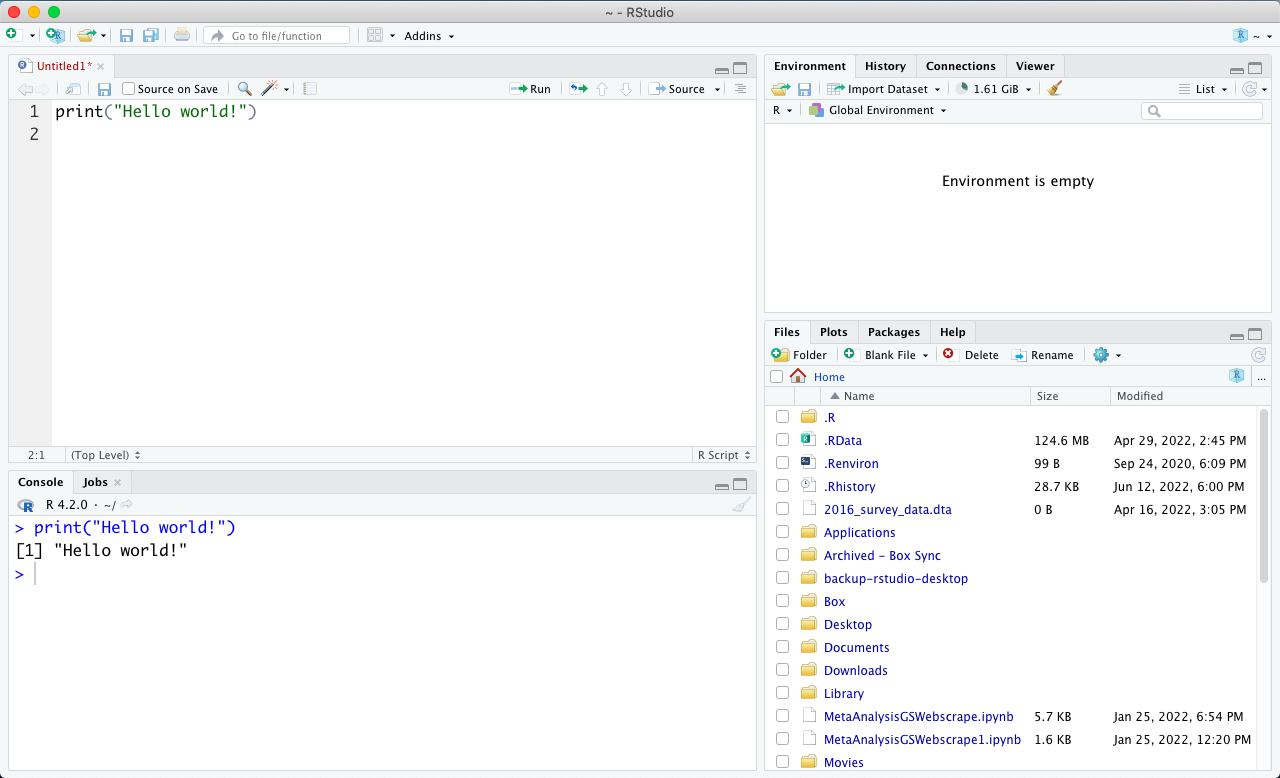 ~ - RStudio
Go to file/function
Addins
R ~
Untitled1*
Source on Save
Run
Source
1 print("Hello world!")
2
2:1 (Top Level) R Script
Console Jobs
R 4.2.0 · ~/
> print("Hello world!")
[1] "Hello world!"
>
Environment History Connections Viewer
Import Dataset 1.61 GiB List
R Global Environment
Environment is empty
Files Plots Packages Help
Folder Blank File Delete Rename
Home R ...
Name Size Modified
.R
.RData 124.6 MB Apr 29, 2022, 2:45 PM
.Renviron 99 B Sep 24, 2020, 6:09 PM
.Rhistory 28.7 KB Jun 12, 2022, 6:00 PM
2016_survey_data.dta 0 B Apr 16, 2022, 3:05 PM
Applications
Archived – Box Sync
backup-rstudio-desktop
Box
Desktop
Documents
Downloads
Library
MetaAnalysisGSWebscrape.ipynb 5.7 KB Jan 25, 2022, 6:54 PM
MetaAnalysisGSWebscrape1.ipynb 1.6 KB Jan 25, 2022, 12:20 PM
Movies